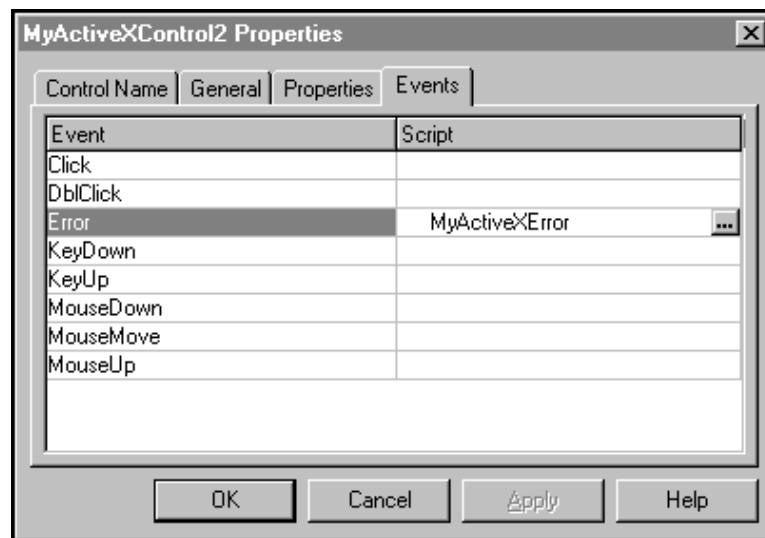 MyActiveXControl2 Properties
Control Name General Properties Events
Event Script
Click
DblClick
Error MyActiveXError ...
KeyDown
KeyUp
MouseDown
MouseMove
MouseUp
OK Cancel Apply Help